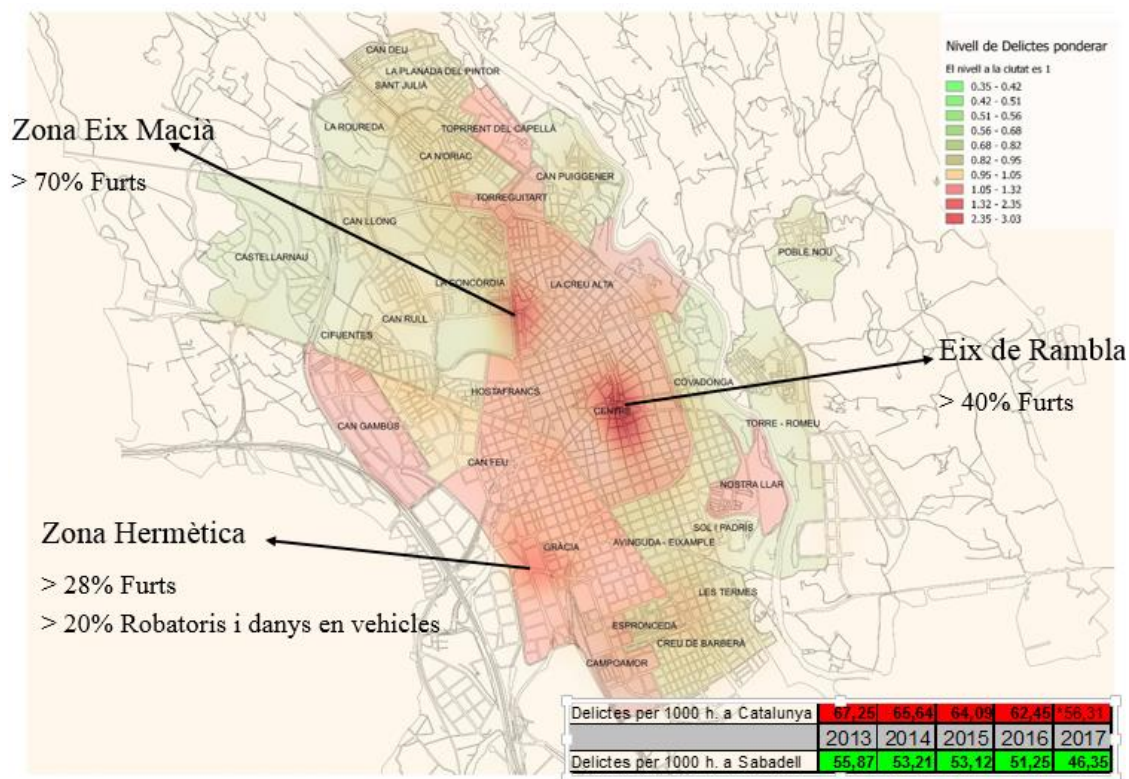 Nivell de Delictes ponderar
El nivell a la ciutat es 1
0.35 - 0.42
0.42 - 0.51
0.51 - 0.56
0.56 - 0.68
0.68 - 0.82
0.82 - 0.95
0.95 - 1.05
1.05 - 1.32
1.32 - 2.35
2.35 - 3.03
Zona Eix Macià
> 70% Furts
CAN DEU
LA PLANADA DEL PINTOR
SANT JULIÀ
LA ROUREDA
TOPRRENT DEL CAPELLÀ
CA N'ORIAC
CAN PUIGGENER
TORREGUITART
CAN LLONG
CASTELLARNAU
POBLE NOU
LA CONCÒRDIA
LA CREU ALTA
CAN RULL
CIFUENTES
Eix de Rambla
> 40% Furts
HOSTAFRANCS
COVADONGA
CENTRE
CAN GAMBÚS
TORRE - ROMEU
CAN FEU
NOSTRA LLAR
SOL I PADRÍS
Zona Hermètica
> 28% Furts
> 20% Robatoris i danys en vehicles
GRÀCIA
AVINGUDA - EIXAMPLE
LES TERMES
ESPRONCEDA
CREU DE BARBERÀ
CAMPOAMOR
Delictes per 1000 h. a Catalunya 67,25 65,64 64,09 62,45 *56,31
2013 2014 2015 2016 2017
Delictes per 1000 h. a Sabadell 55,87 53,21 53,12 51,25 46,35